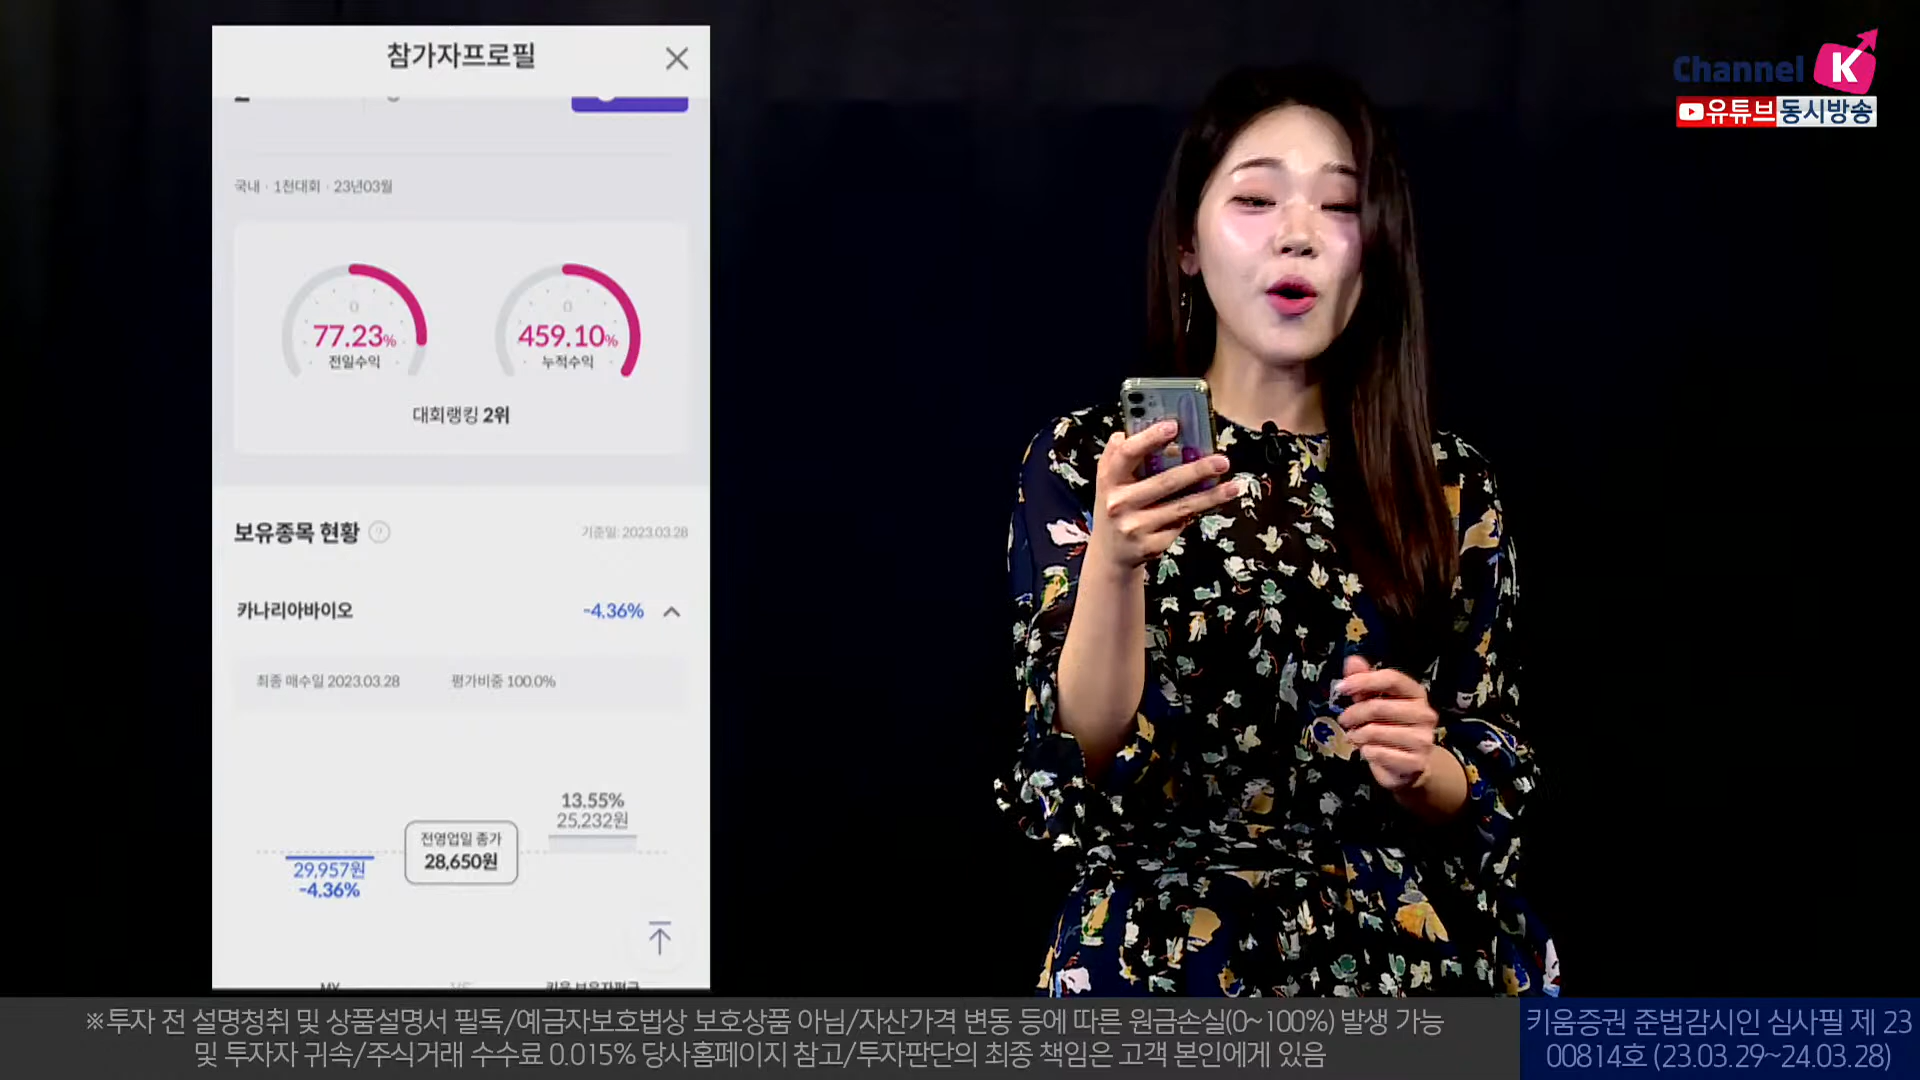 참가자프로필
국내 · 1천대회 · 23년03월
0
77.23%
전일수익
0
459.10%
누적수익
대회랭킹 2위
보유종목 현황 ?
기준일: 2023.03.28
카나리아바이오
-4.36%
최종 매수일 2023.03.28
평가비중 100.0%
13.55%
25,232원
전영업일 종가
28,650원
29,957원
-4.36%
MY
VS
키움 보유자평균
Channel K
유튜브동시방송
※투자 전 설명청취 및 상품설명서 필독/예금자보호법상 보호상품 아님/자산가격 변동 등에 따른 원금손실(0~100%) 발생 가능
및 투자자 귀속/주식거래 수수료 0.015% 당사홈페이지 참고/투자판단의 최종 책임은 고객 본인에게 있음
키움증권 준법감시인 심사필 제 23
00814호 (23.03.29~24.03.28)